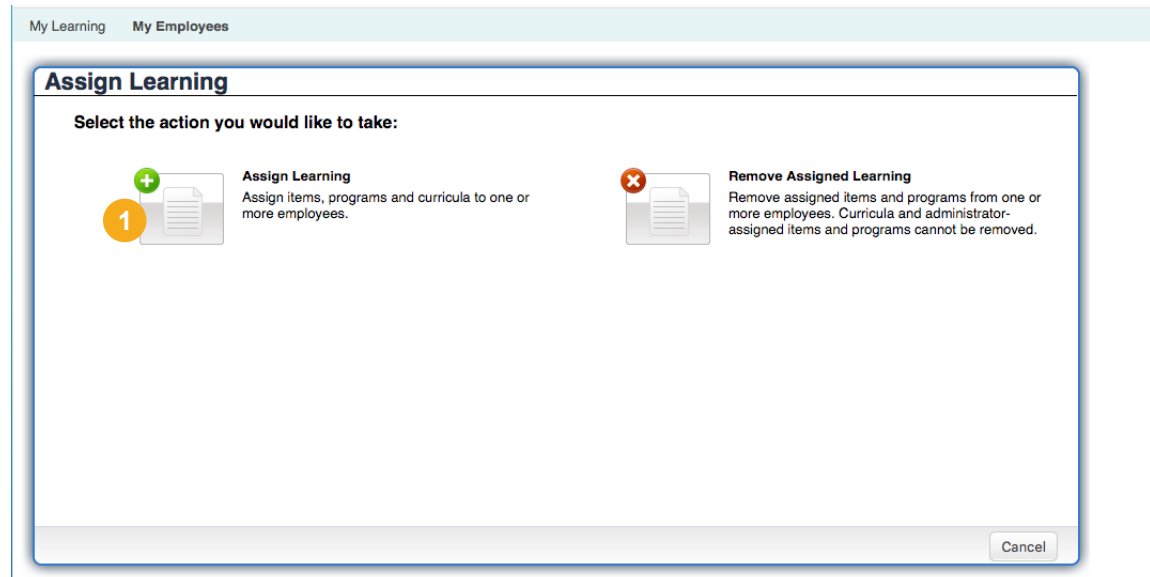 My Learning My Employees
Assign Learning
Select the action you would like to take:
1
Assign Learning
Assign items, programs and curricula to one or
more employees.
Remove Assigned Learning
Remove assigned items and programs from one or
more employees. Curricula and administrator-
assigned items and programs cannot be removed.
Cancel